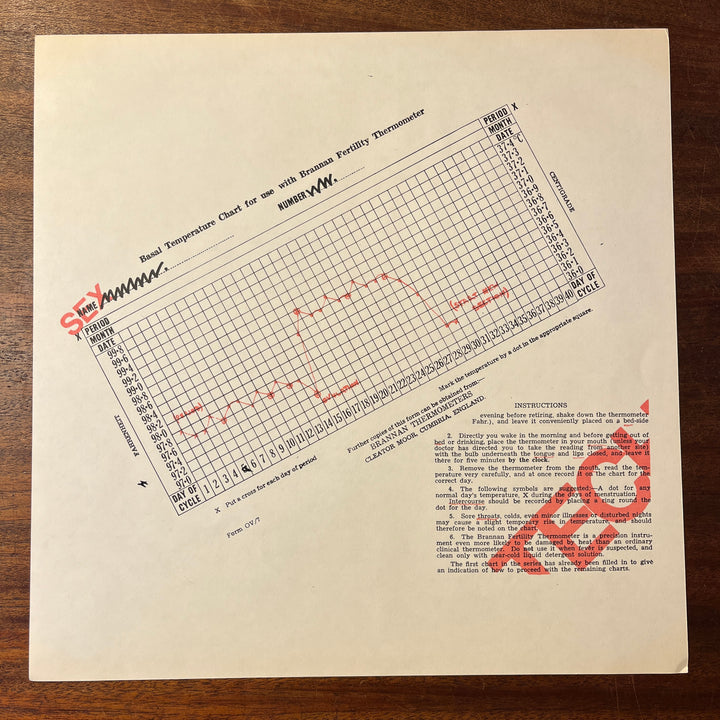 Basal Temperature Chart for use with Brannan Fertility Thermometer
SEX
NAME
NUMBER
X PERIOD
MONTH
DATE
99·8
99·6
99·4
99·2
99·0
98·8
98·6
98·4
98·2
98·0
97·8
97·6
97·4
97·2
97·0
DAY OF
CYCLE
FAHRENHEIT
PERIOD X
MONTH
DATE
37·4 °C
37·3
37·2
37·1
37·0
36·9
36·8
36·7
36·6
36·5
36·4
36·3
36·2
36·1
36·0
DAY OF
CYCLE
CENTIGRADE
1 2 3 4 6 7 8 9 10 11 12 13 14 15 16 17 18 19 20 21 22 23 24 25 26 27 28 29 30 31 32 33 34 35 36 37 38 39 40
X Put a cross for each day of period
Mark the temperature by a dot in the appropriate square.
Further copies of this form can be obtained from:—
BRANNAN THERMOMETERS
CLEATOR MOOR, CUMBRIA, ENGLAND.
Form OV/7
INSTRUCTIONS
evening before retiring, shake down the thermometer
Fahr.), and leave it conveniently placed on a bed-side
2. Directly you wake in the morning and before getting out of
bed or drinking, place the thermometer in your mouth (unless your
doctor has directed you to take the reading from another site)
with the bulb underneath the tongue and lips closed, and leave it
there for five minutes by the clock.
3. Remove the thermometer from the mouth, read the tem-
perature very carefully, and at once record it on the chart for the
correct day.
4. The following symbols are suggested:—A dot for any
normal day's temperature, X during the days of menstruation.
Intercourse should be recorded by placing a ring round
the dot for the day.
5. Sore throats, colds, even minor illnesses or disturbed nights
may cause a slight temporary temperature, and should
therefore be noted on the chart.
6. The Brannan Fertility Thermometer is a precision instru-
ment even more likely to be damaged by heat than an ordinary
clinical thermometer. Do not use it when fever is suspected, and
clean only with near-cold liquid detergent solution.
The first chart in the series has already been filled in to give
an indication of how to proceed with the remaining charts.
TECH